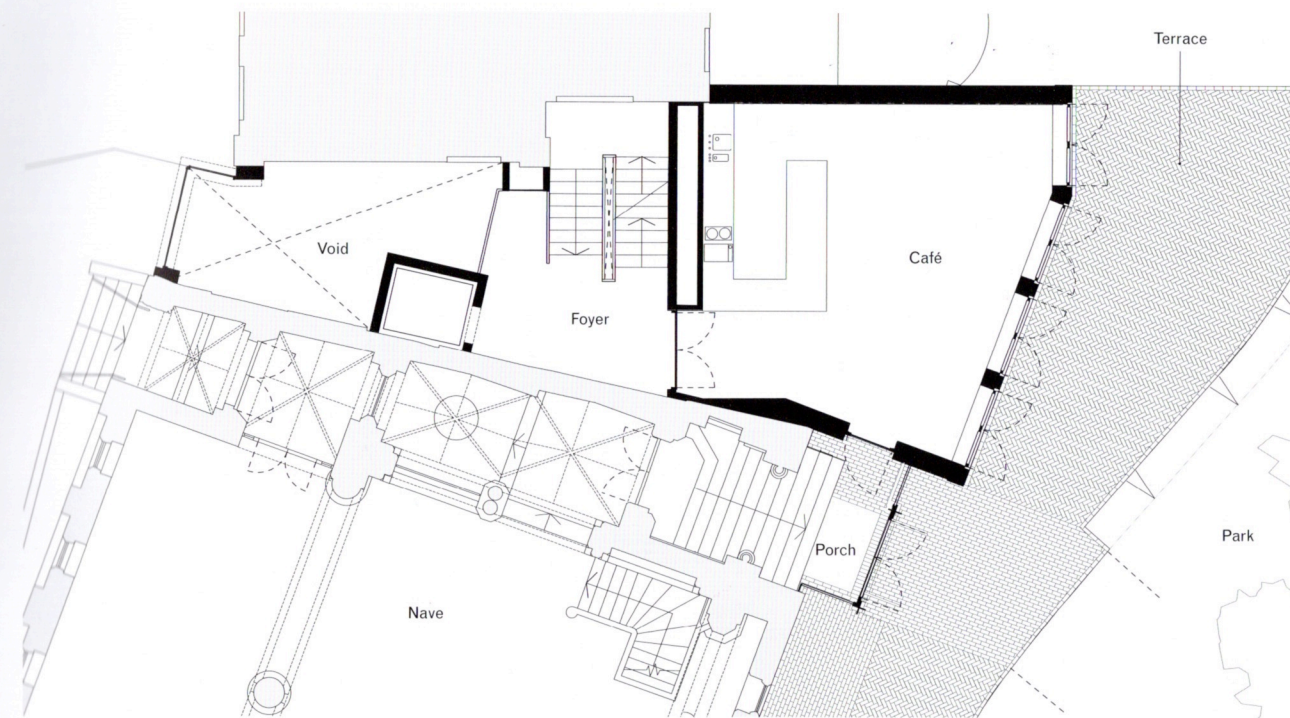 Terrace
Void
Café
Foyer
Porch
Park
Nave